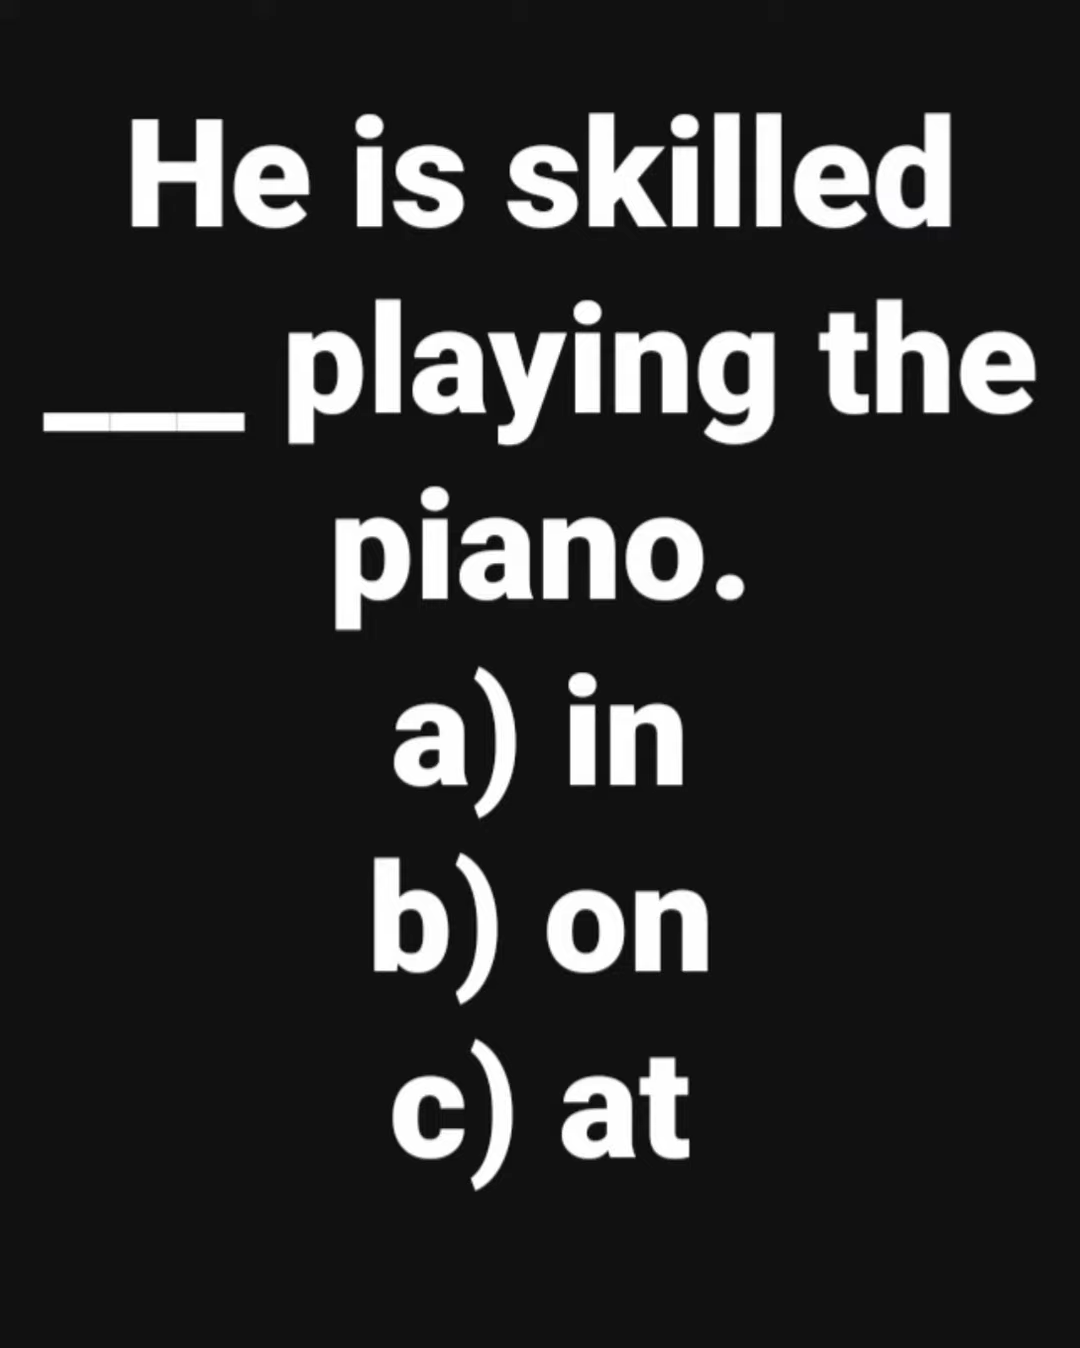 He is skilled
___ playing the
piano.
a) in
b) on
c) at